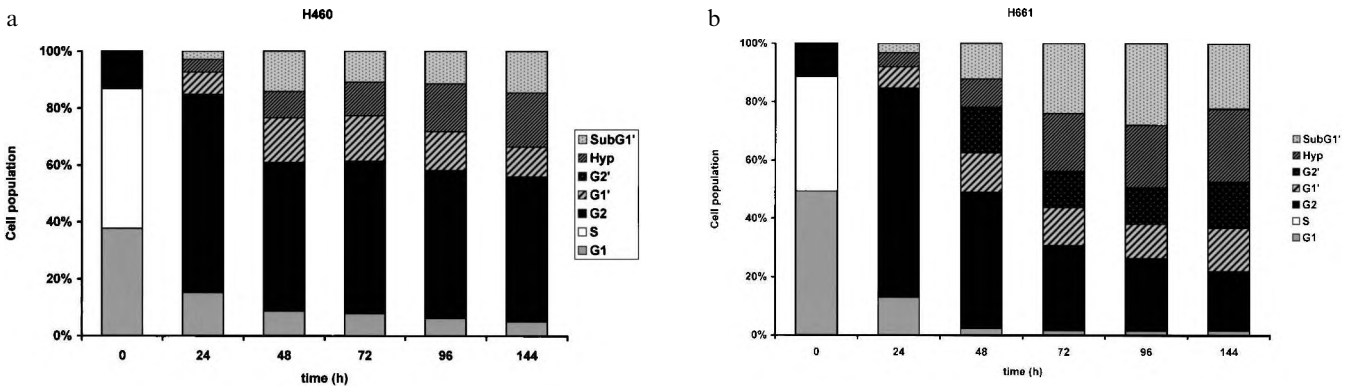 a
H460
100%
80%
60%
40%
20%
0%
Cell population
0 24 48 72 96 144
time (h)
SubG1'
Hyp
G2'
G1'
G2
S
G1
b
H661
100%
80%
60%
40%
20%
0%
Cell population
0 24 48 72 96 144
time (h)
SubG1'
Hyp
G2'
G1'
G2
S
G1